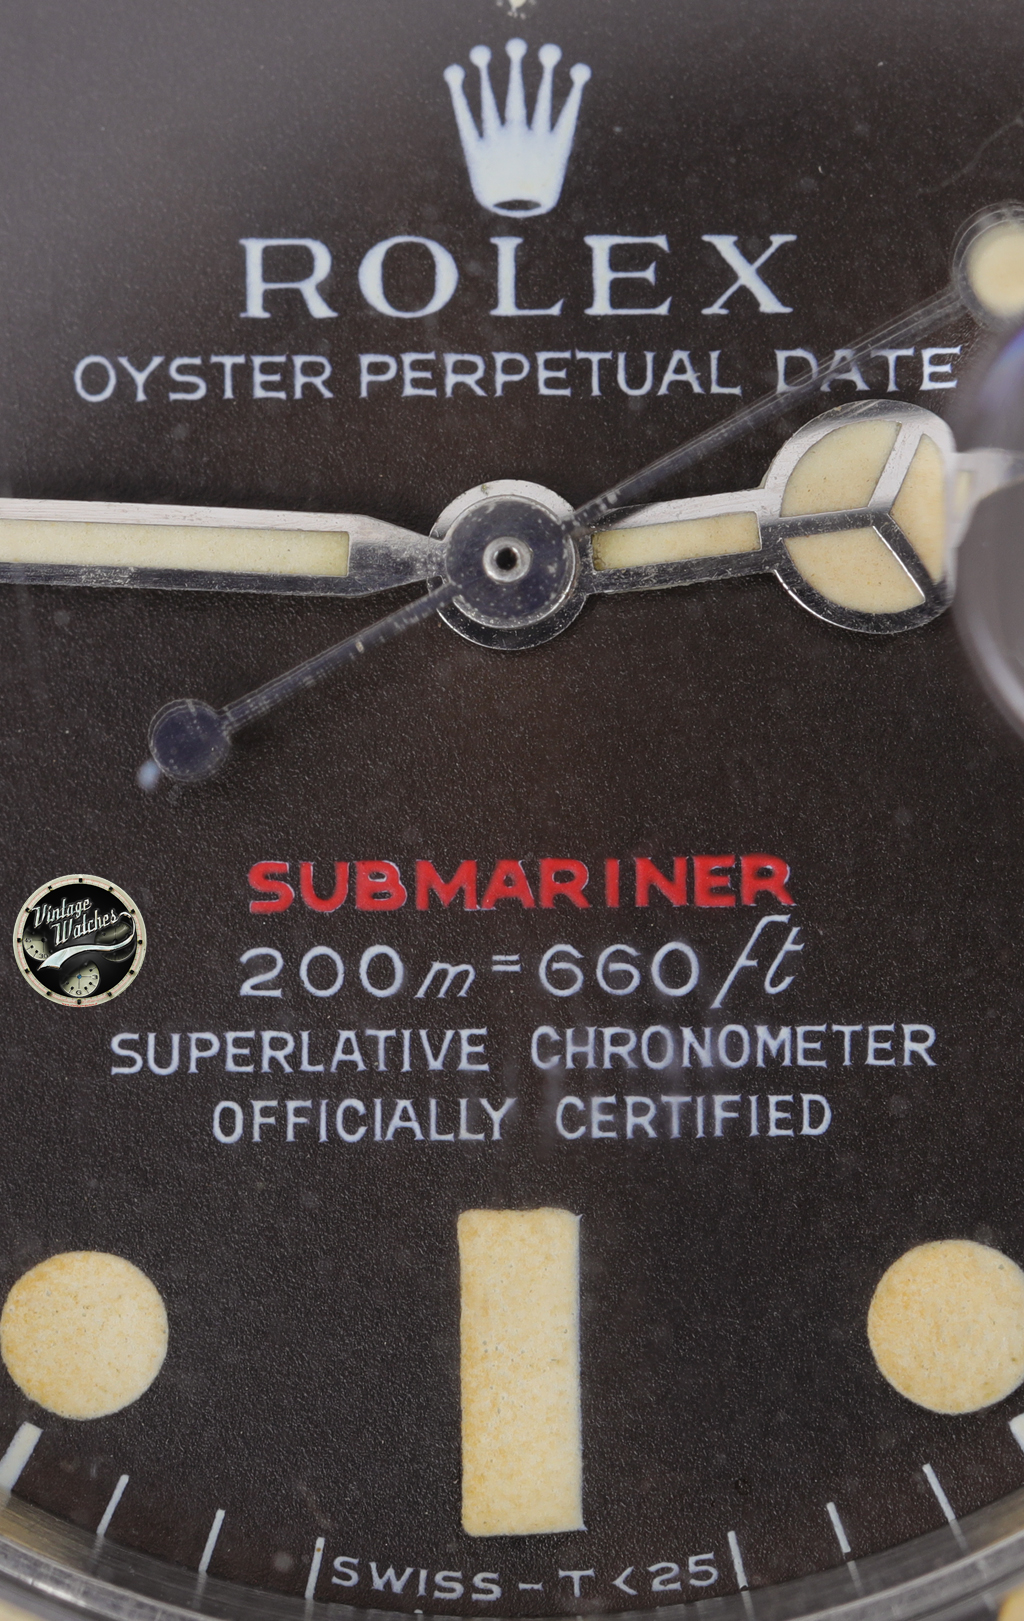 ROLEX
OYSTER PERPETUAL DATE
SUBMARINER
200m=660ft
SUPERLATIVE CHRONOMETER
OFFICIALLY CERTIFIED
SWISS-T<25
Vintage
Watches